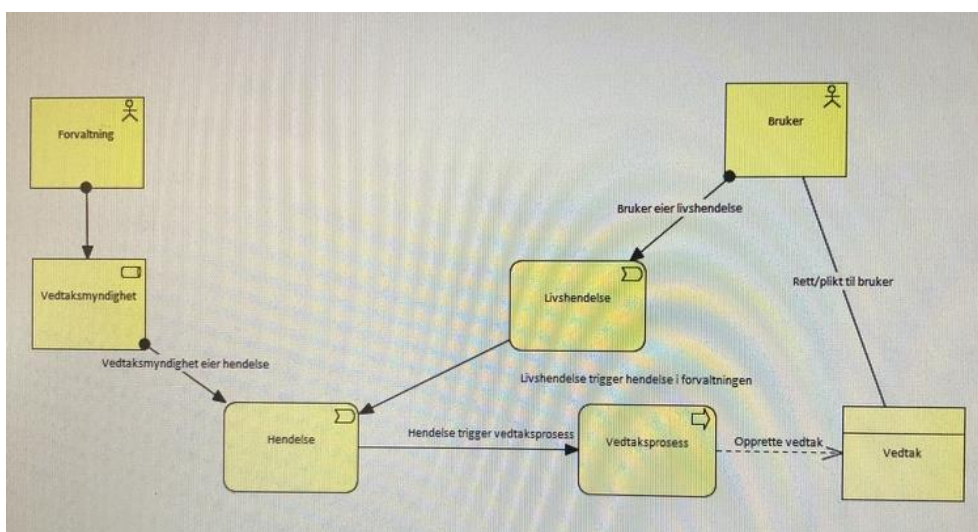 Forvaltning
Bruker
Bruker eier livshendelse
Vedtaksmyndighet
Livshendelse
Rett/plikt til bruker
Vedtaksmyndighet eier hendelse
Livshendelse trigger hendelse i forvaltningen
Hendelse
Hendelse trigger vedtaksprosess
Vedtaksprosess
Opprette vedtak
Vedtak